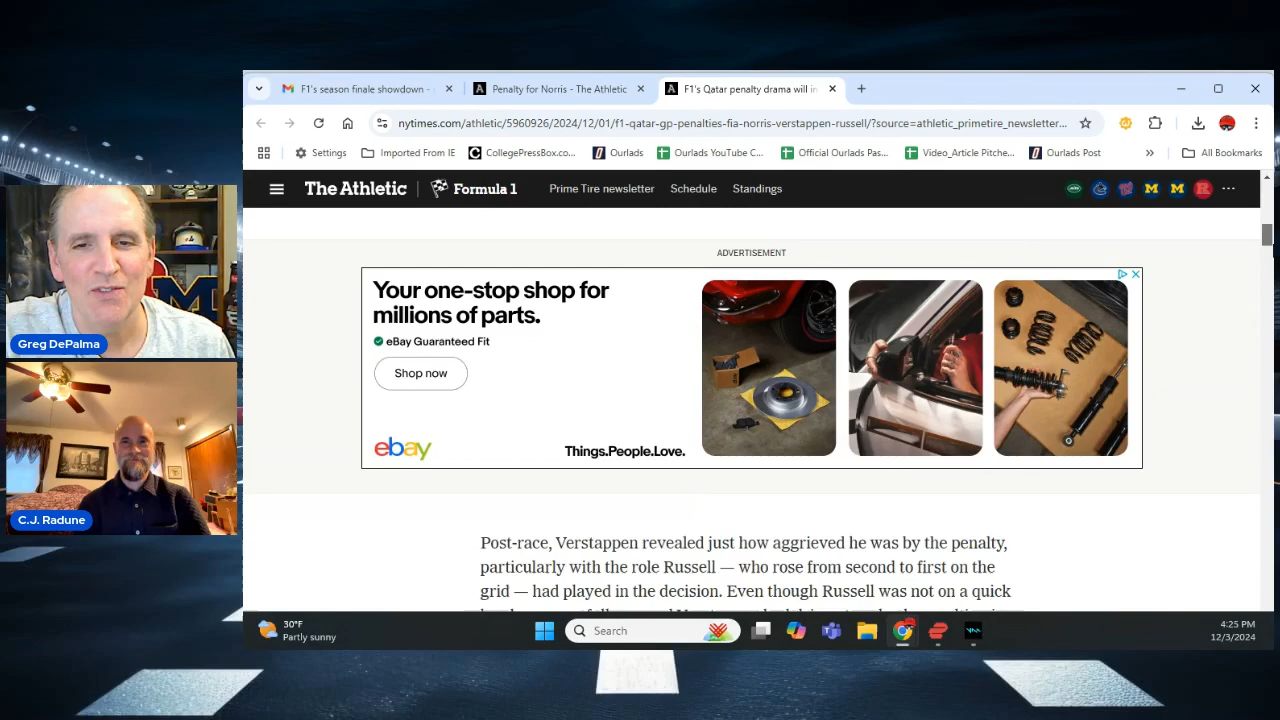 F1's season finale showdown -
Penalty for Norris - The Athletic
F1's Qatar penalty drama will in
nytimes.com/athletic/5960926/2024/12/01/f1-qatar-gp-penalties-fia-norris-verstappen-russell/?source=athletic_primetire_newsletter...
Settings
Imported From IE
CollegePressBox.co...
Ourlads
Ourlads YouTube C...
Official Ourlads Pas...
Video_Article Pitche...
Ourlads Post
»
All Bookmarks
The Athletic
Formula 1
Prime Tire newsletter
Schedule
Standings
ADVERTISEMENT
Your one-stop shop for
millions of parts.
eBay Guaranteed Fit
Shop now
ebay
Things.People.Love.
Greg DePalma
C.J. Radune
Post-race, Verstappen revealed just how aggrieved he was by the penalty,
particularly with the role Russell — who rose from second to first on the
grid — had played in the decision. Even though Russell was not on a quick
30°F
Partly sunny
Search
4:25 PM
12/3/2024